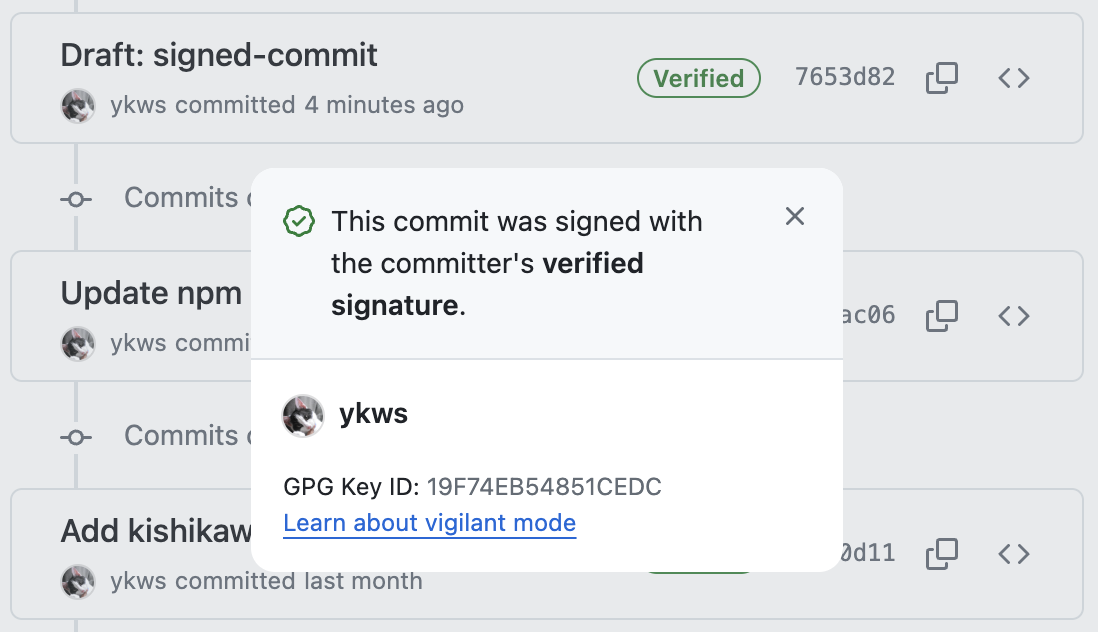 Draft: signed-commit
Verified
7653d82
ykws committed 4 minutes ago
Commits
This commit was signed with
the committer's verified
signature.
Update npm
ac06
ykws
ykws
Commits
GPG Key ID: 19F74EB54851CEDC
Learn about vigilant mode
Add
0d11
ykws committed last month